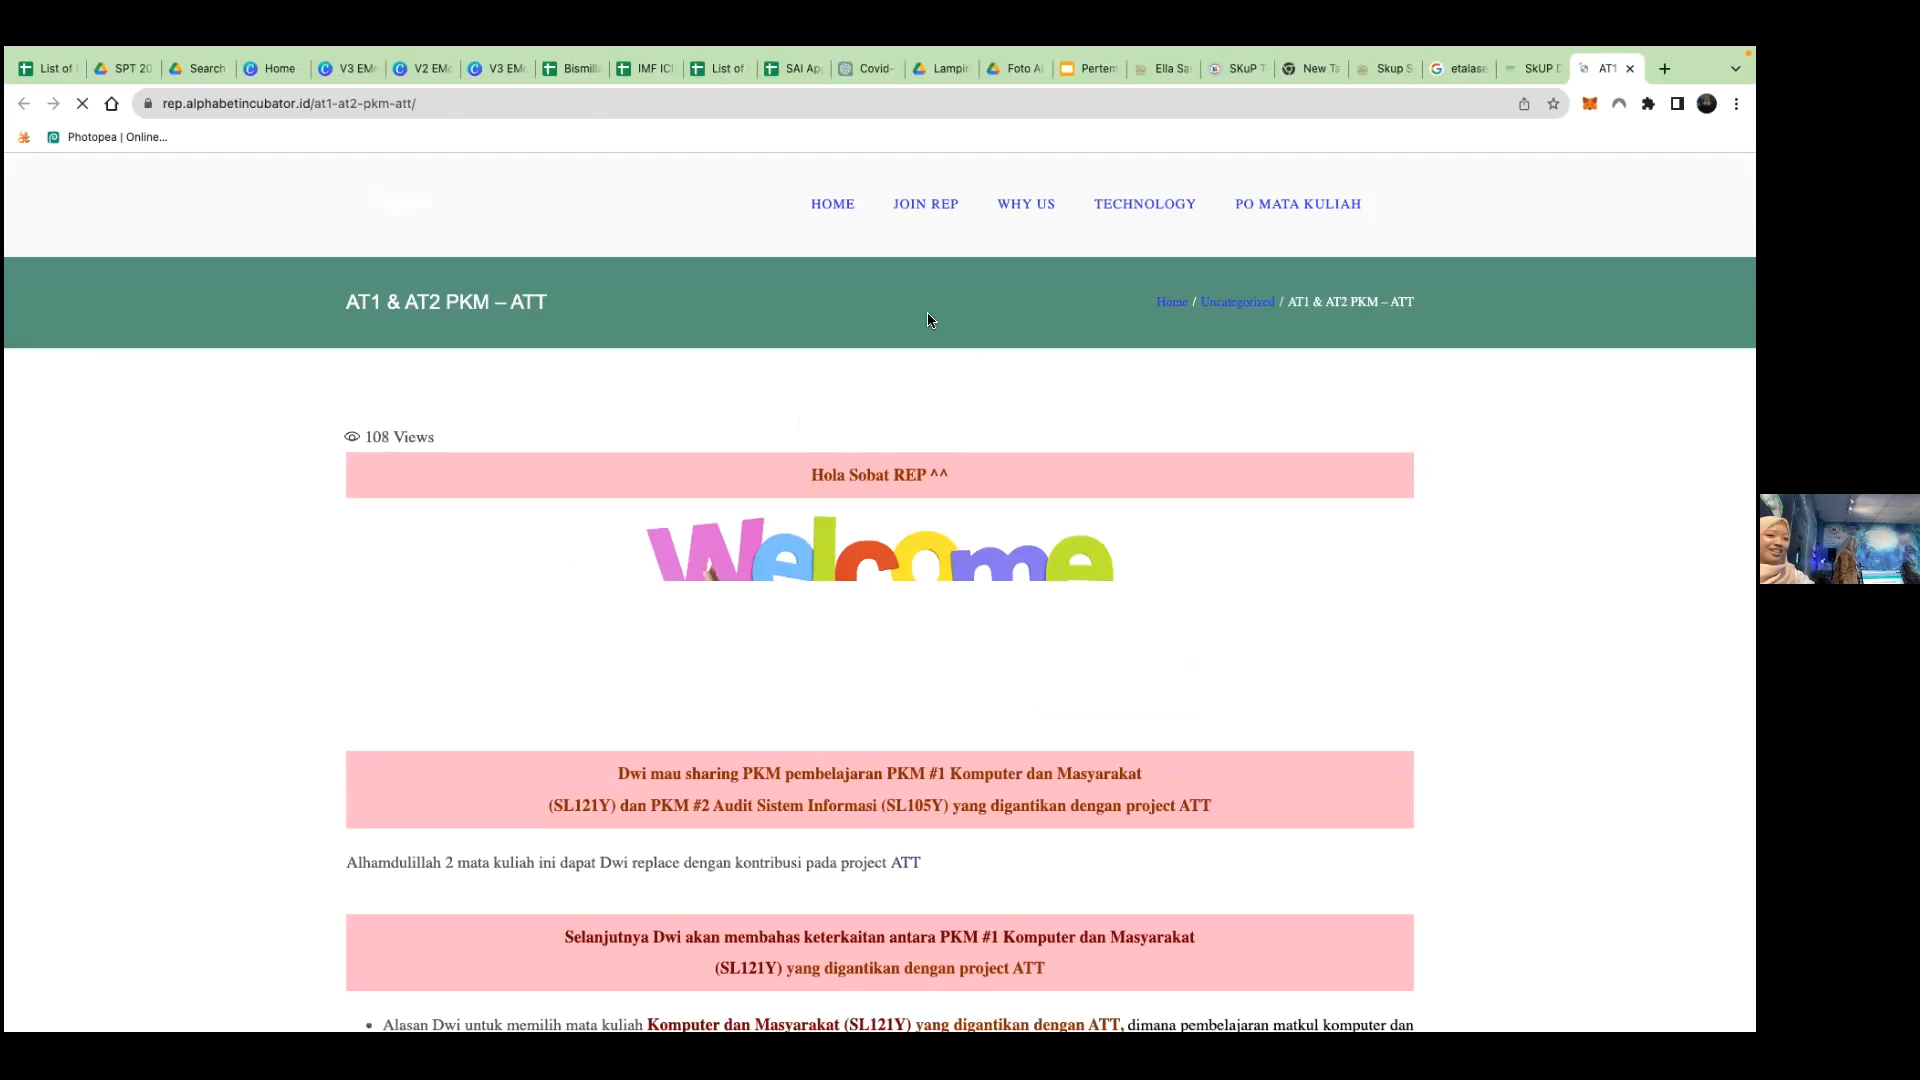 List of
SPT 20
Search
Home
V3 EM
V2 EM
V3 EM
Bismill
IMF IC
List of
SAI Ap
Covid-
Lampir
Foto A
Pertem
Ella Sa
SKuP T
New Ta
Skup S
etalase
SkUP D
AT1
rep.alphabetincubator.id/at1-at2-pkm-att/
Photopea | Online...
HOME
JOIN REP
WHY US
TECHNOLOGY
PO MATA KULIAH
AT1 & AT2 PKM – ATT
Home / Uncategorized / AT1 & AT2 PKM – ATT
108 Views
Hola Sobat REP ^^
Welcome
Dwi mau sharing PKM pembelajaran PKM #1 Komputer dan Masyarakat
(SL121Y) dan PKM #2 Audit Sistem Informasi (SL105Y) yang digantikan dengan project ATT
Alhamdulillah 2 mata kuliah ini dapat Dwi replace dengan kontribusi pada project ATT
Selanjutnya Dwi akan membahas keterkaitan antara PKM #1 Komputer dan Masyarakat
(SL121Y) yang digantikan dengan project ATT
• Alasan Dwi untuk memilih mata kuliah Komputer dan Masyarakat (SL121Y) yang digantikan dengan ATT, dimana pembelajaran matkul komputer dan